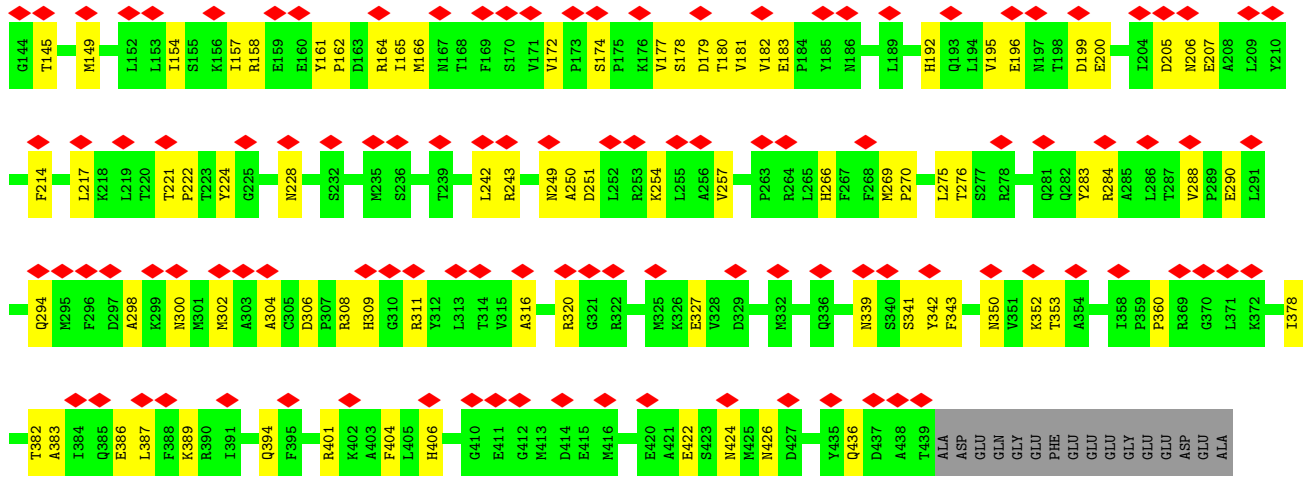 G144 T145 M149 L152 L153 I154 S155 K156 I157 R158 E159 E160 Y161 P162 D163 R164 I165 M166 N167 T168 F169 S170 V171 V172 P173 S174 P175 K176 V177 S178 D179 T180 V181 V182 E183 P184 Y185 N186 L189 H192 Q193 L194 V195 E196 N197 T198 D199 E200 I204 D205 N206 E207 A208 L209 Y210
F214 L217 K218 L219 T220 T221 P222 T223 Y224 G225 N228 S232 M235 S236 T239 L242 R243 N249 A250 D251 L252 R253 K254 L255 A256 V257 P263 R264 L265 H266 F267 F268 M269 P270 L275 T276 S277 R278 Q281 Q282 Y283 R284 A285 L286 T287 V288 P289 E290 L291
Q294 M295 F296 D297 A298 K299 N300 M301 M302 A303 A304 C305 D306 P307 R308 H309 G310 R311 Y312 L313 T314 V315 A316 R320 G321 R322 M325 K326 E327 V328 D329 M332 Q336 N339 S340 S341 Y342 F343 N350 V351 K352 T353 A354 I358 P359 P360 R369 G370 L371 K372 I378
T382 A383 I384 Q385 E386 L387 F388 K389 R390 I391 Q394 F395 R401 K402 A403 F404 L405 H406 G410 E411 G412 M413 D414 E415 M416 E420 A421 E422 S423 N424 M425 N426 D427 Y435 Q436 D437 A438 T439 ALA ASP GLU GLN GLY GLU PHE GLU GLU GLU GLY GLU GLU ASP GLU ALA